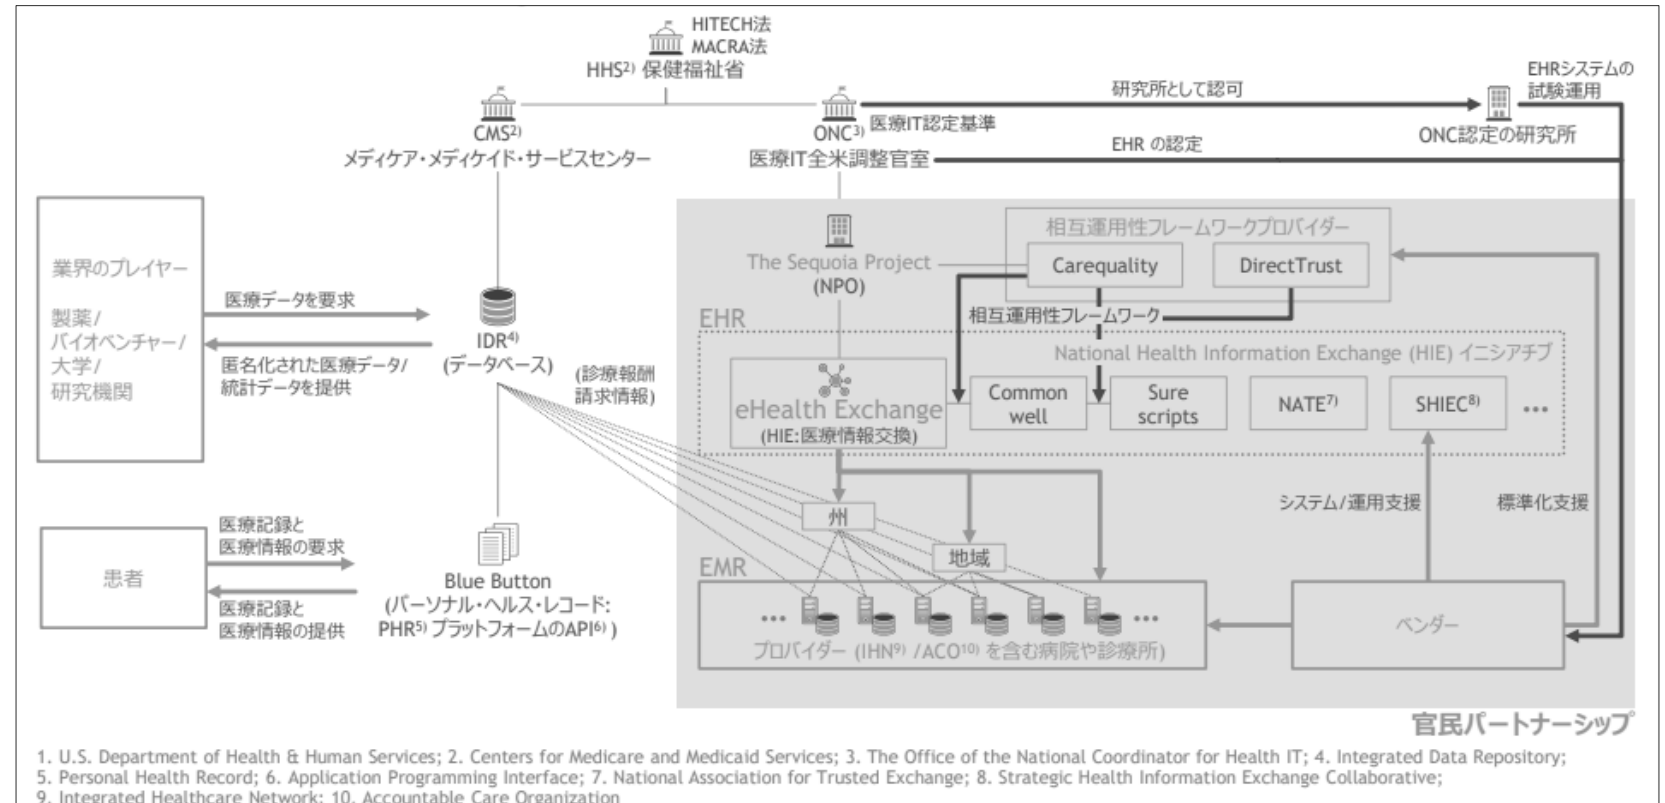 HITECH法
MACRA法
HHS2) 保健福祉省
CMS2)
メディケア・メディケイド・サービスセンター
ONC3) 医療IT認定基準
医療IT全米調整官室
研究所として認可
EHR の認定
EHRシステムの
試験運用
ONC認定の研究所
業界のプレイヤー
製薬/
バイオベンチャー/
大学/
研究機関
医療データを要求
匿名化された医療データ/
統計データを提供
IDR4)
(データベース)
(診療報酬
請求情報)
患者
医療記録と
医療情報の要求
医療記録と
医療情報の提供
Blue Button
(パーソナル・ヘルス・レコード:
PHR5) プラットフォームのAPI6) )
The Sequoia Project
(NPO)
相互運用性フレームワークプロバイダー
Carequality
DirectTrust
相互運用性フレームワーク
EHR
National Health Information Exchange (HIE) イニシアチブ
eHealth Exchange
(HIE:医療情報交換)
Common
well
Sure
scripts
NATE7)
SHIEC8)
...
州
地域
システム/運用支援
標準化支援
EMR
...
...
プロバイダー (IHN9) /ACO10) を含む病院や診療所)
ベンダー
官民パートナーシップ
1. U.S. Department of Health & Human Services; 2. Centers for Medicare and Medicaid Services; 3. The Office of the National Coordinator for Health IT; 4. Integrated Data Repository;
5. Personal Health Record; 6. Application Programming Interface; 7. National Association for Trusted Exchange; 8. Strategic Health Information Exchange Collaborative;
9. Integrated Healthcare Network; 10. Accountable Care Organization